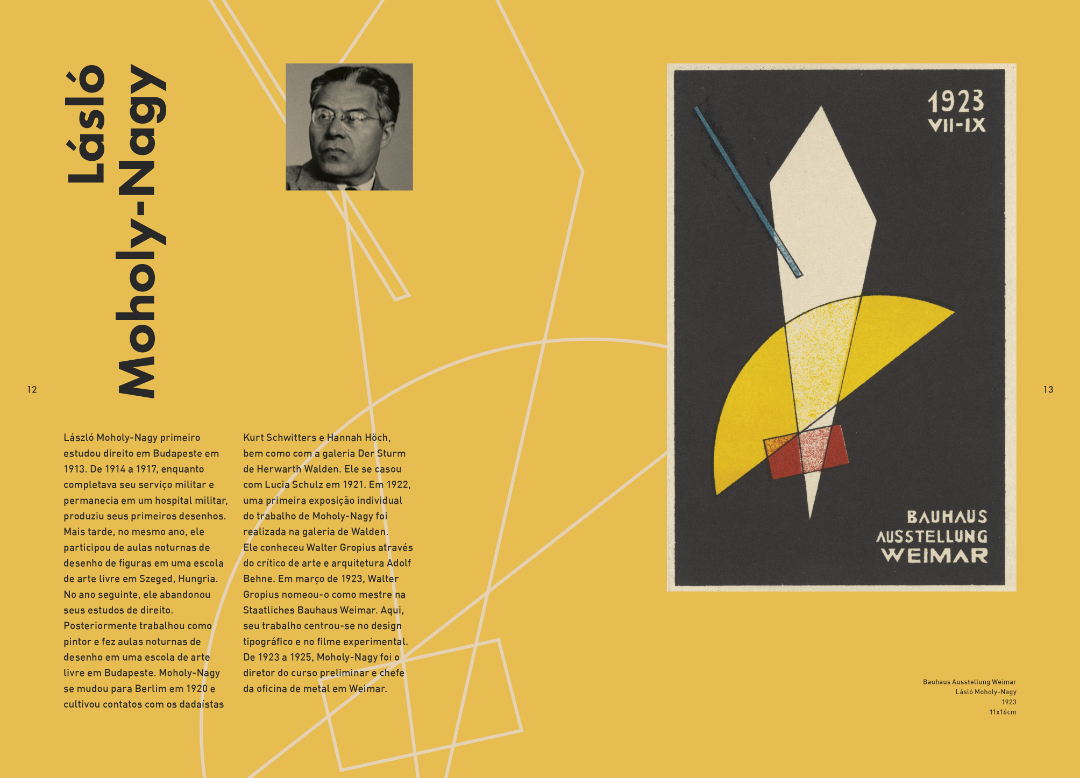 Lásló
Moholy-Nagy
12
László Moholy-Nagy primeiro
estudou direito em Budapeste em
1913. De 1914 a 1917, enquanto
completava seu serviço militar e
permanecia em um hospital militar,
produziu seus primeiros desenhos.
Mais tarde, no mesmo ano, ele
participou de aulas noturnas de
desenho de figuras em uma escola
de arte livre em Szeged, Hungria.
No ano seguinte, ele abandonou
seus estudos de direito.
Posteriormente trabalhou como
pintor e fez aulas noturnas de
desenho em uma escola de arte
livre em Budapeste. Moholy-Nagy
se mudou para Berlim em 1920 e
cultivou contatos com os dadaístas
Kurt Schwitters e Hannah Höch,
bem como com a galeria Der Sturm
de Herwarth Walden. Ele se casou
com Lucia Schulz em 1921. Em 1922,
uma primeira exposição individual
do trabalho de Moholy-Nagy foi
realizada na galeria de Walden.
Ele conheceu Walter Gropius através
do crítico de arte e arquitetura Adolf
Behne. Em março de 1923, Walter
Gropius nomeou-o como mestre na
Staatliches Bauhaus Weimar. Aqui,
seu trabalho centrou-se no design
tipográfico e no filme experimental.
De 1923 a 1925, Moholy-Nagy foi o
diretor do curso preliminar e chefe
da oficina de metal em Weimar.
1923
VII-IX
BAUHAUS
AUSSTELLUNG
WEIMAR
13
Bauhaus Ausstellung Weimar
Lásló Moholy-Nagy
1923
11x16cm